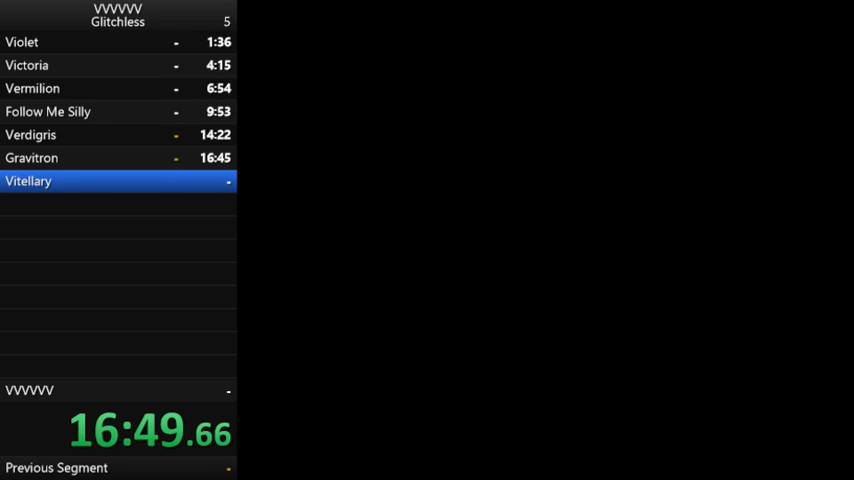 VVVVVV
Glitchless 5
Violet - 1:36
Victoria - 4:15
Vermilion - 6:54
Follow Me Silly - 9:53
Verdigris - 14:22
Gravitron - 16:45
Vitellary -
VVVVVV -
16:49.66
Previous Segment -